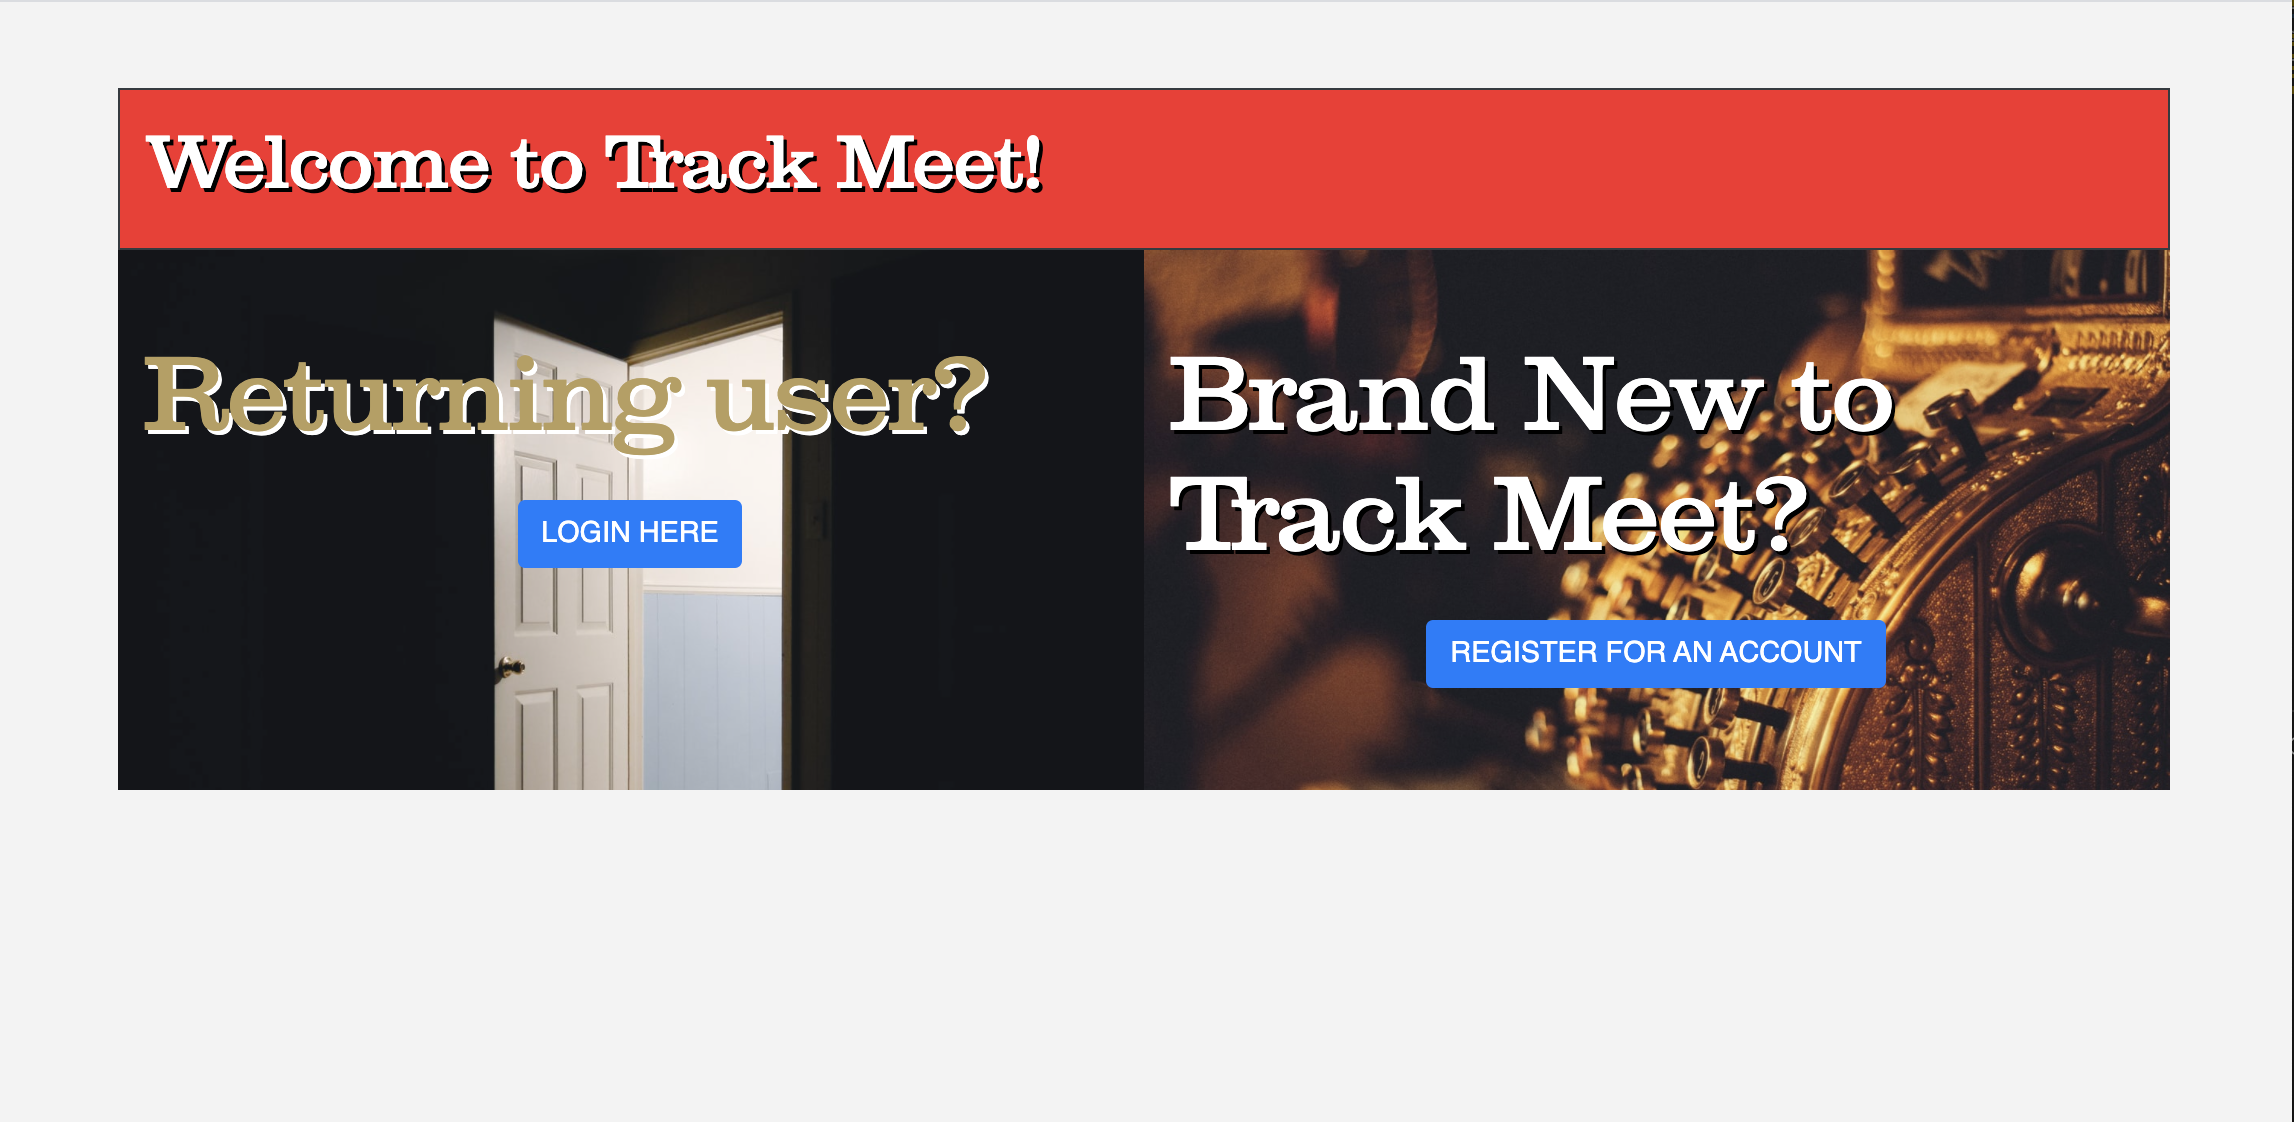 Welcome to Track Meet!
Returning user?
LOGIN HERE
Brand New to
Track Meet?
REGISTER FOR AN ACCOUNT